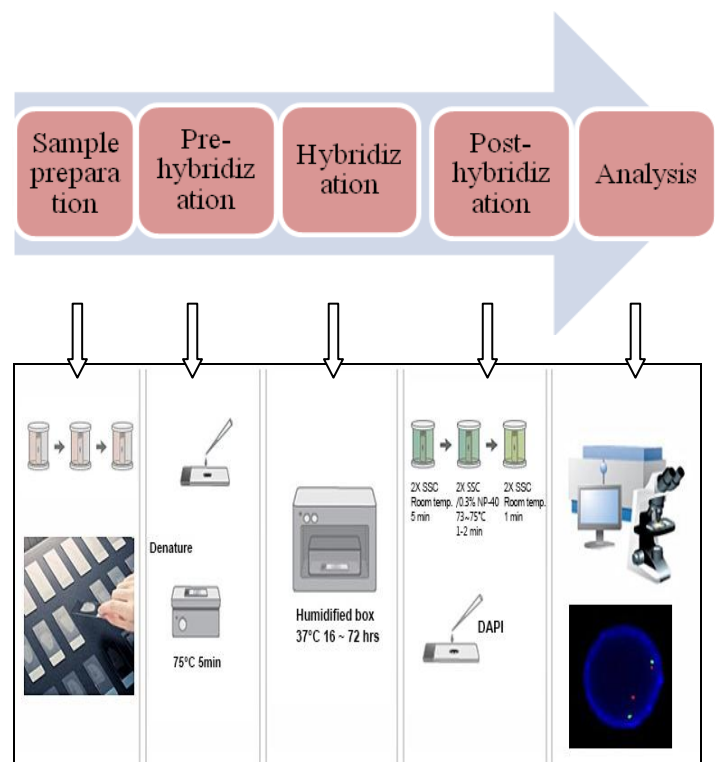 Sample
prepara
tion
Pre-
hybridiz
ation
Hybridiz
ation
Post-
hybridiz
ation
Analysis
Denature
75°C 5min
Humidified box
37°C 16 ~ 72 hrs
2X SSC
Room temp.
5 min
2X SSC
/0.3% NP-40
73~75°C
1-2 min
2X SSC
Room temp.
1 min
DAPI